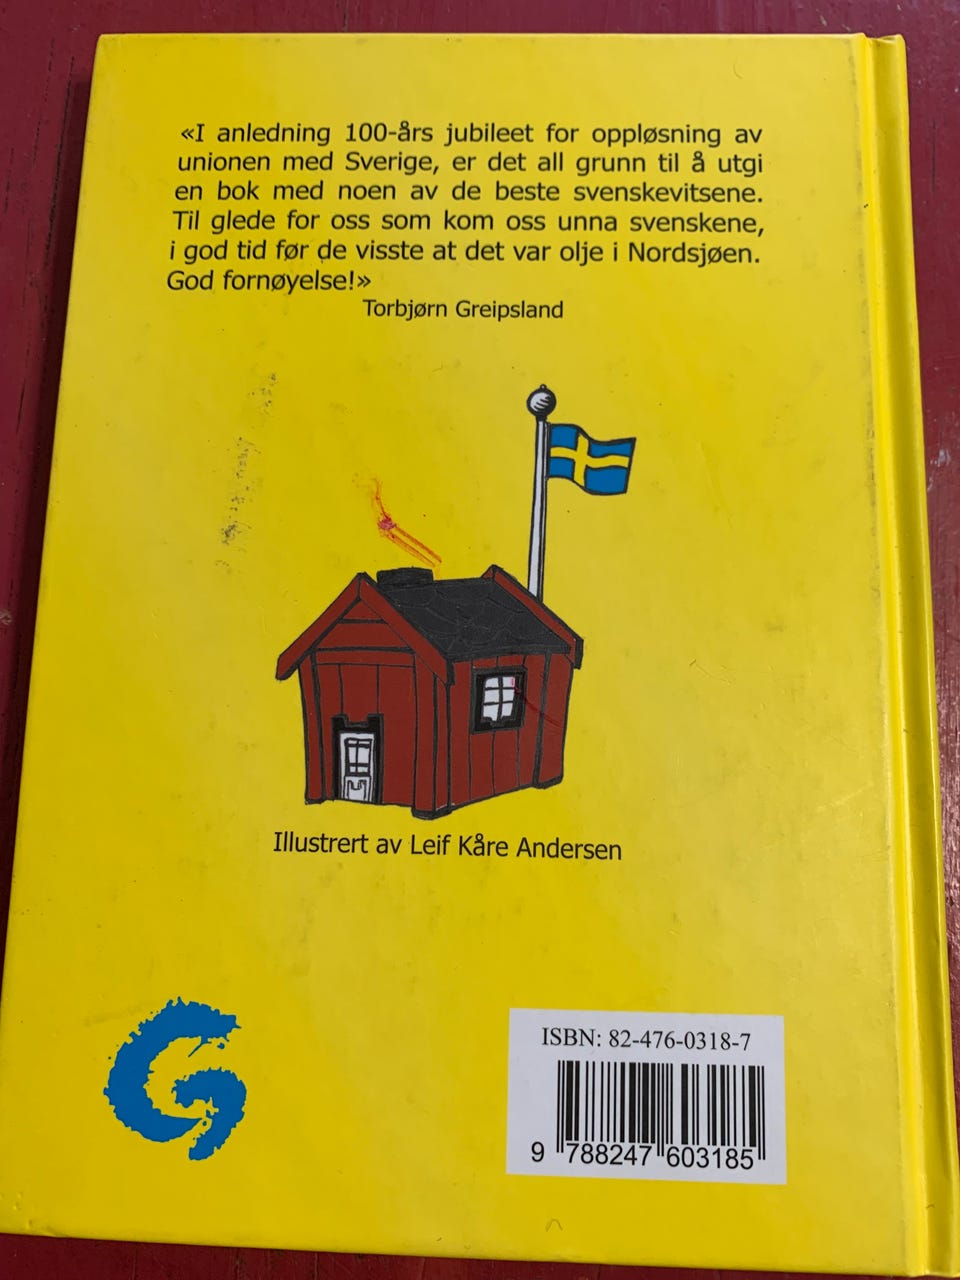 «I anledning 100-års jubileet for oppløsning av
unionen med Sverige, er det all grunn til å utgi
en bok med noen av de beste svenskevitsene.
Til glede for oss som kom oss unna svenskene,
i god tid før de visste at det var olje i Nordsjøen.
God fornøyelse!»
Torbjørn Greipsland
Illustrert av Leif Kåre Andersen
G
ISBN: 82-476-0318-7
9 788247 603185